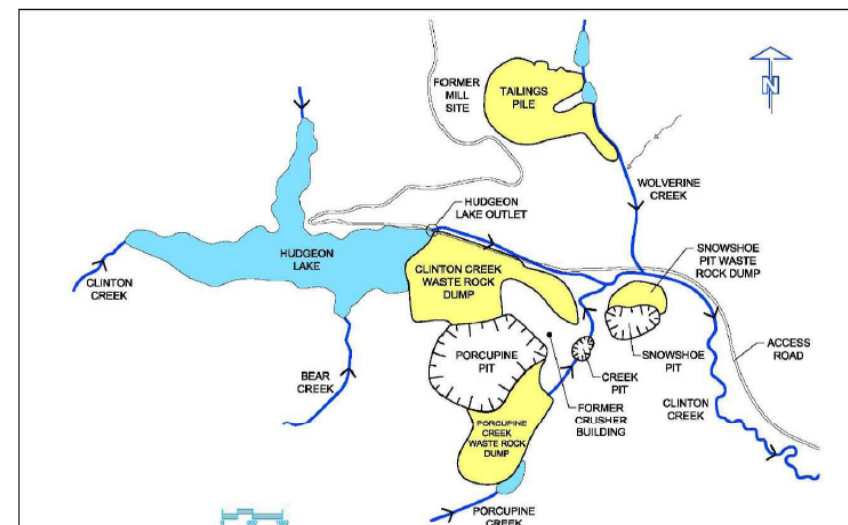 FORMER
MILL
SITE
TAILINGS
PILE
N
WOLVERINE
CREEK
HUDGEON
LAKE OUTLET
SNOWSHOE
PIT WASTE
ROCK DUMP
HUDGEON
LAKE
CLINTON CREEK
WASTE ROCK
DUMP
CLINTON
CREEK
PORCUPINE
PIT
SNOWSHOE
PIT
ACCESS
ROAD
BEAR
CREEK
CREEK
PIT
CLINTON
CREEK
FORMER
CRUSHER
BUILDING
PORCUPINE
CREEK
WASTE ROCK
DUMP
PORCUPINE
CREEK